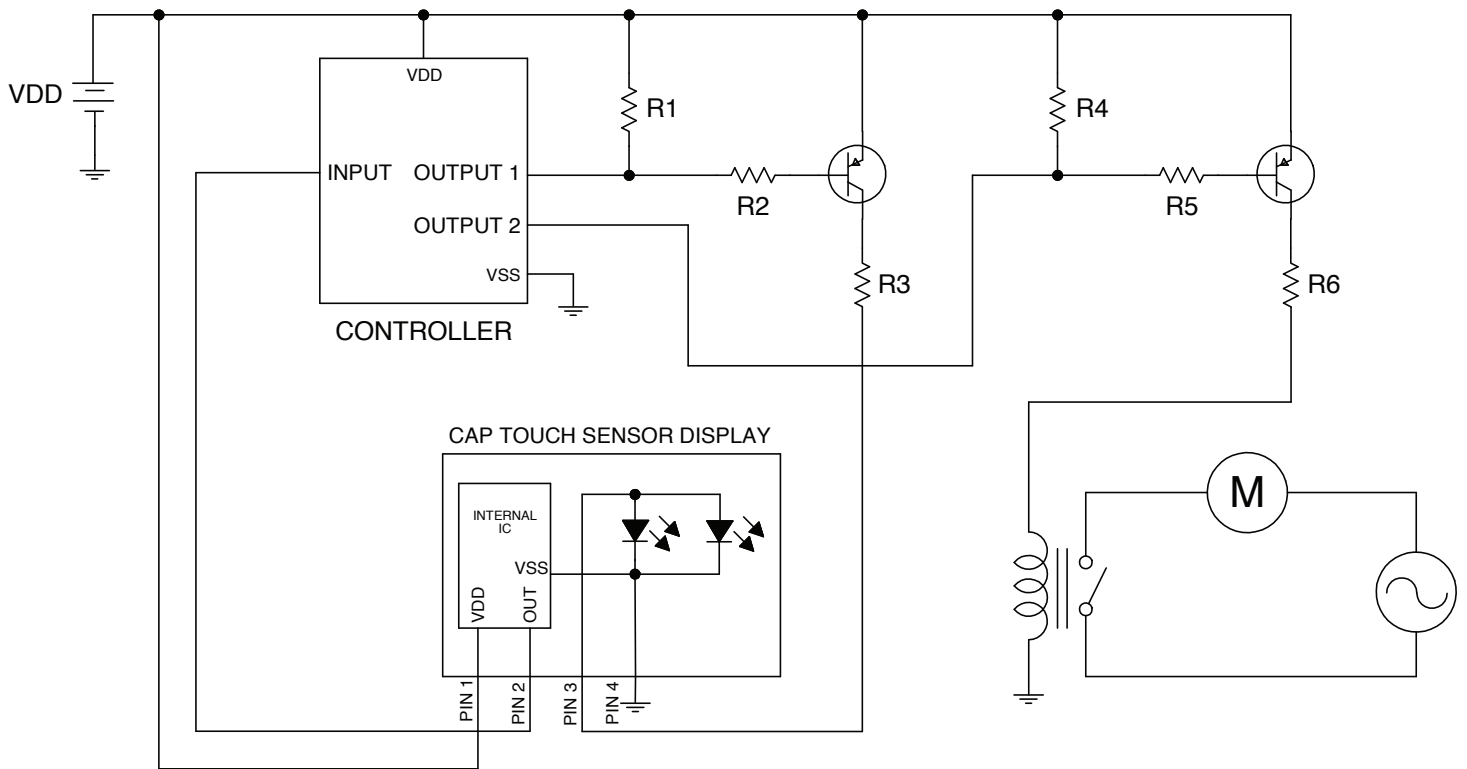 VDD
VDD
R1
R4
INPUT
OUTPUT 1
R2
R5
OUTPUT 2
VSS
R3
R6
CONTROLLER
CAP TOUCH SENSOR DISPLAY
INTERNAL
IC
VSS
VDD
OUT
M
PIN 1
PIN 2
PIN 3
PIN 4